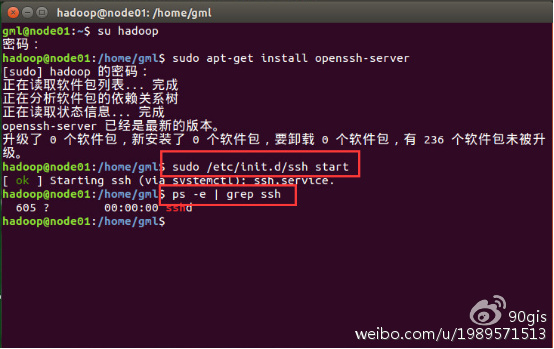 hadoop@node01: /home/gml
gml@node01:~$ su hadoop
密码：
hadoop@node01:/home/gml$ sudo apt-get install openssh-server
[sudo] hadoop 的密码：
正在读取软件包列表... 完成
正在分析软件包的依赖关系树
正在读取状态信息... 完成
openssh-server 已经是最新的版本。
升级了 0 个软件包，新安装了 0 个软件包，要卸载 0 个软件包，有 236 个软件包未被升
级。
hadoop@node01:/home/gml$ sudo /etc/init.d/ssh start
[ ok ] Starting ssh (via systemctl): ssh.service.
hadoop@node01:/home/gml$ ps -e | grep ssh
605 ? 00:00:00 sshd
hadoop@node01:/home/gml$
90gis
weibo.com/u/1989571513